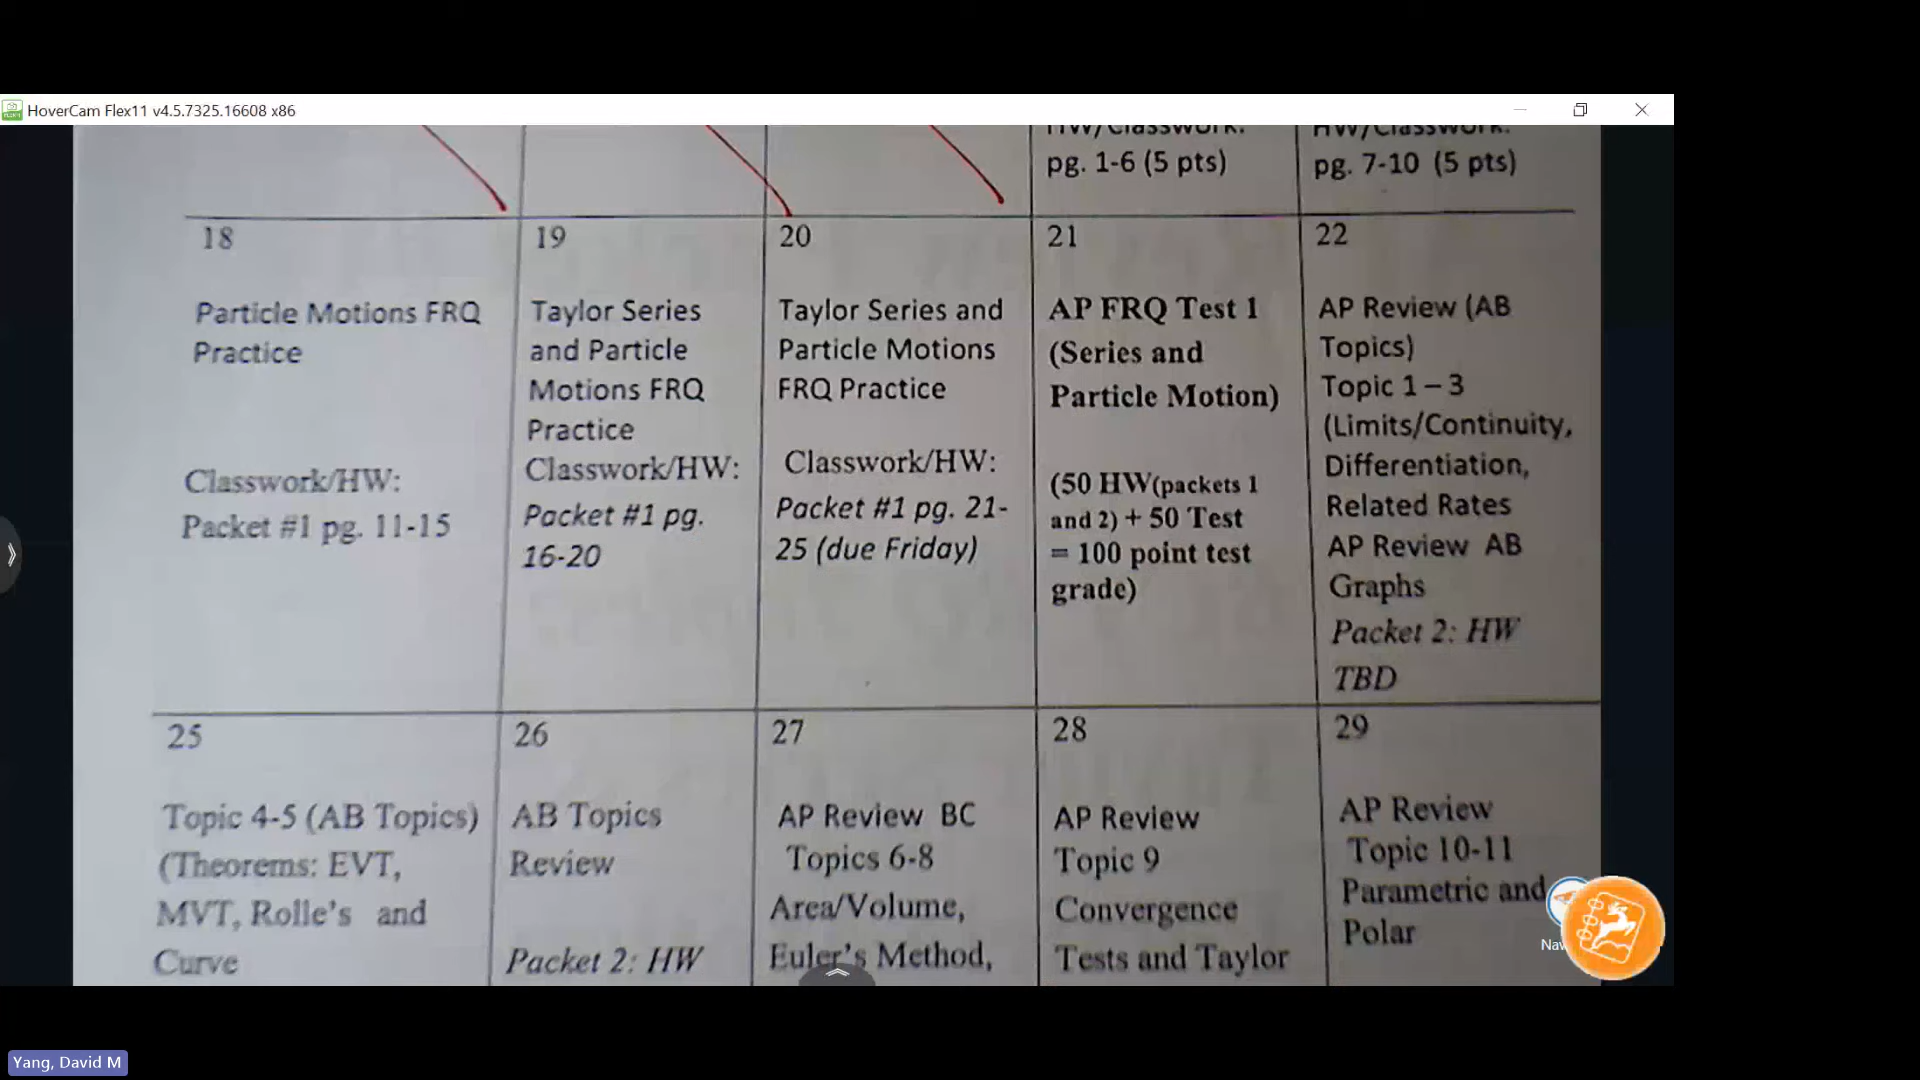 HoverCam Flex11 v4.5.7325.16608 x86
HW/Classwork:
pg. 1-6 (5 pts)
HW/Classwork:
pg. 7-10 (5 pts)
18
Particle Motions FRQ
Practice
Classwork/HW:
Packet #1 pg. 11-15
19
Taylor Series
and Particle
Motions FRQ
Practice
Classwork/HW:
Packet #1 pg.
16-20
20
Taylor Series and
Particle Motions
FRQ Practice
Classwork/HW:
Packet #1 pg. 21-
25 (due Friday)
21
AP FRQ Test 1
(Series and
Particle Motion)
(50 HW(packets 1
and 2) + 50 Test
= 100 point test
grade)
22
AP Review (AB
Topics)
Topic 1 – 3
(Limits/Continuity,
Differentiation,
Related Rates
AP Review AB
Graphs
Packet 2: HW
TBD
25
Topic 4-5 (AB Topics)
(Theorems: EVT,
MVT, Rolle's and
Curve
26
AB Topics
Review
Packet 2: HW
27
AP Review BC
Topics 6-8
Area/Volume,
Euler's Method,
28
AP Review
Topic 9
Convergence
Tests and Taylor
29
AP Review
Topic 10-11
Parametric and
Polar
Yang, David M